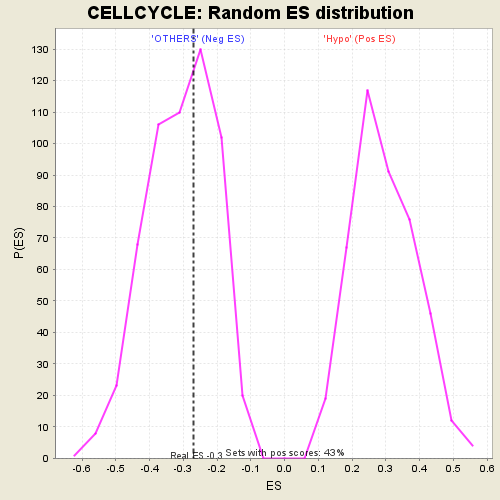 CELLCYCLE: Random ES distribution
'OTHERS' (Neg ES) 'Hypo' (Pos ES)
130
120
110
100
90
80
70
60
50
40
30
20
10
0
P(ES)
Real ES -0.3 Sets with pos scores: 43%
-0.6 -0.5 -0.4 -0.3 -0.2 -0.1 0.0 0.1 0.2 0.3 0.4 0.5 0.6
ES